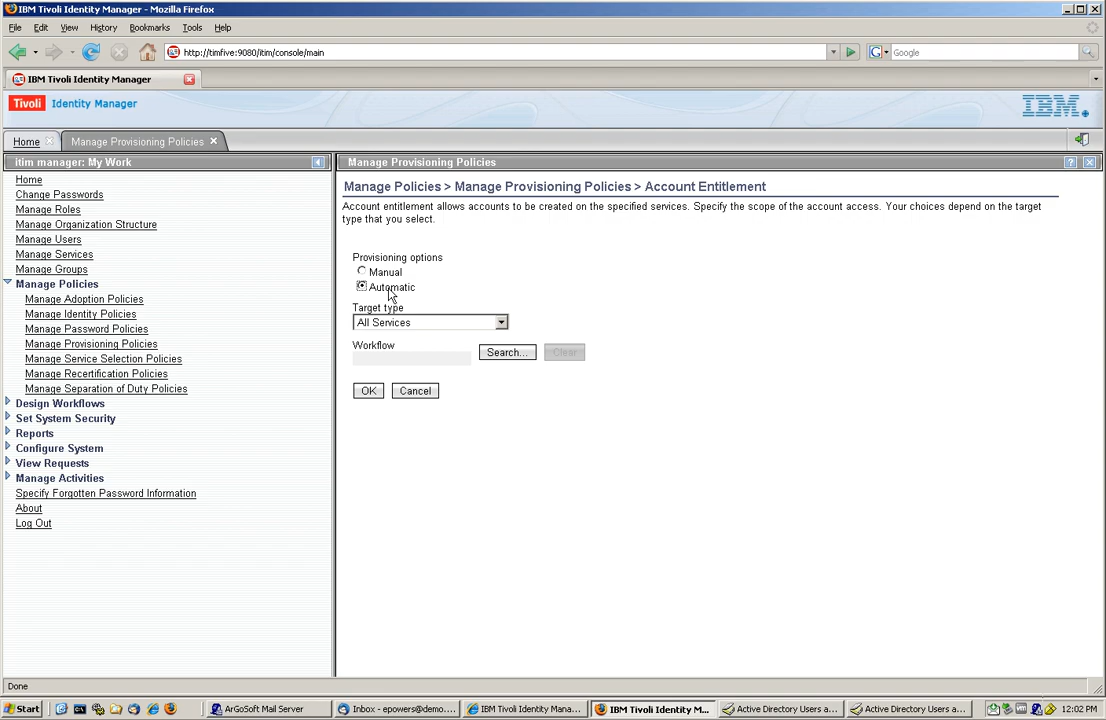 IBM Tivoli Identity Manager - Mozilla Firefox
File Edit View History Bookmarks Tools Help
http://timfive:9080/itim/console/main
G Google
IBM Tivoli Identity Manager
Tivoli Identity Manager
IBM.
Home
Manage Provisioning Policies
itim manager: My Work
Home
Change Passwords
Manage Roles
Manage Organization Structure
Manage Users
Manage Services
Manage Groups
Manage Policies
Manage Adoption Policies
Manage Identity Policies
Manage Password Policies
Manage Provisioning Policies
Manage Service Selection Policies
Manage Recertification Policies
Manage Separation of Duty Policies
Design Workflows
Set System Security
Reports
Configure System
View Requests
Manage Activities
Specify Forgotten Password Information
About
Log Out
Manage Provisioning Policies
?
Manage Policies > Manage Provisioning Policies > Account Entitlement
Account entitlement allows accounts to be created on the specified services. Specify the scope of the account access. Your choices depend on the target
type that you select.
Provisioning options
Manual
Automatic
Target type
All Services
Workflow
Search...
Clear
OK
Cancel
Done
Start
ArGoSoft Mail Server
Inbox - epowers@demo....
IBM Tivoli Identity Mana...
IBM Tivoli Identity M...
Active Directory Users a...
Active Directory Users a...
12:02 PM